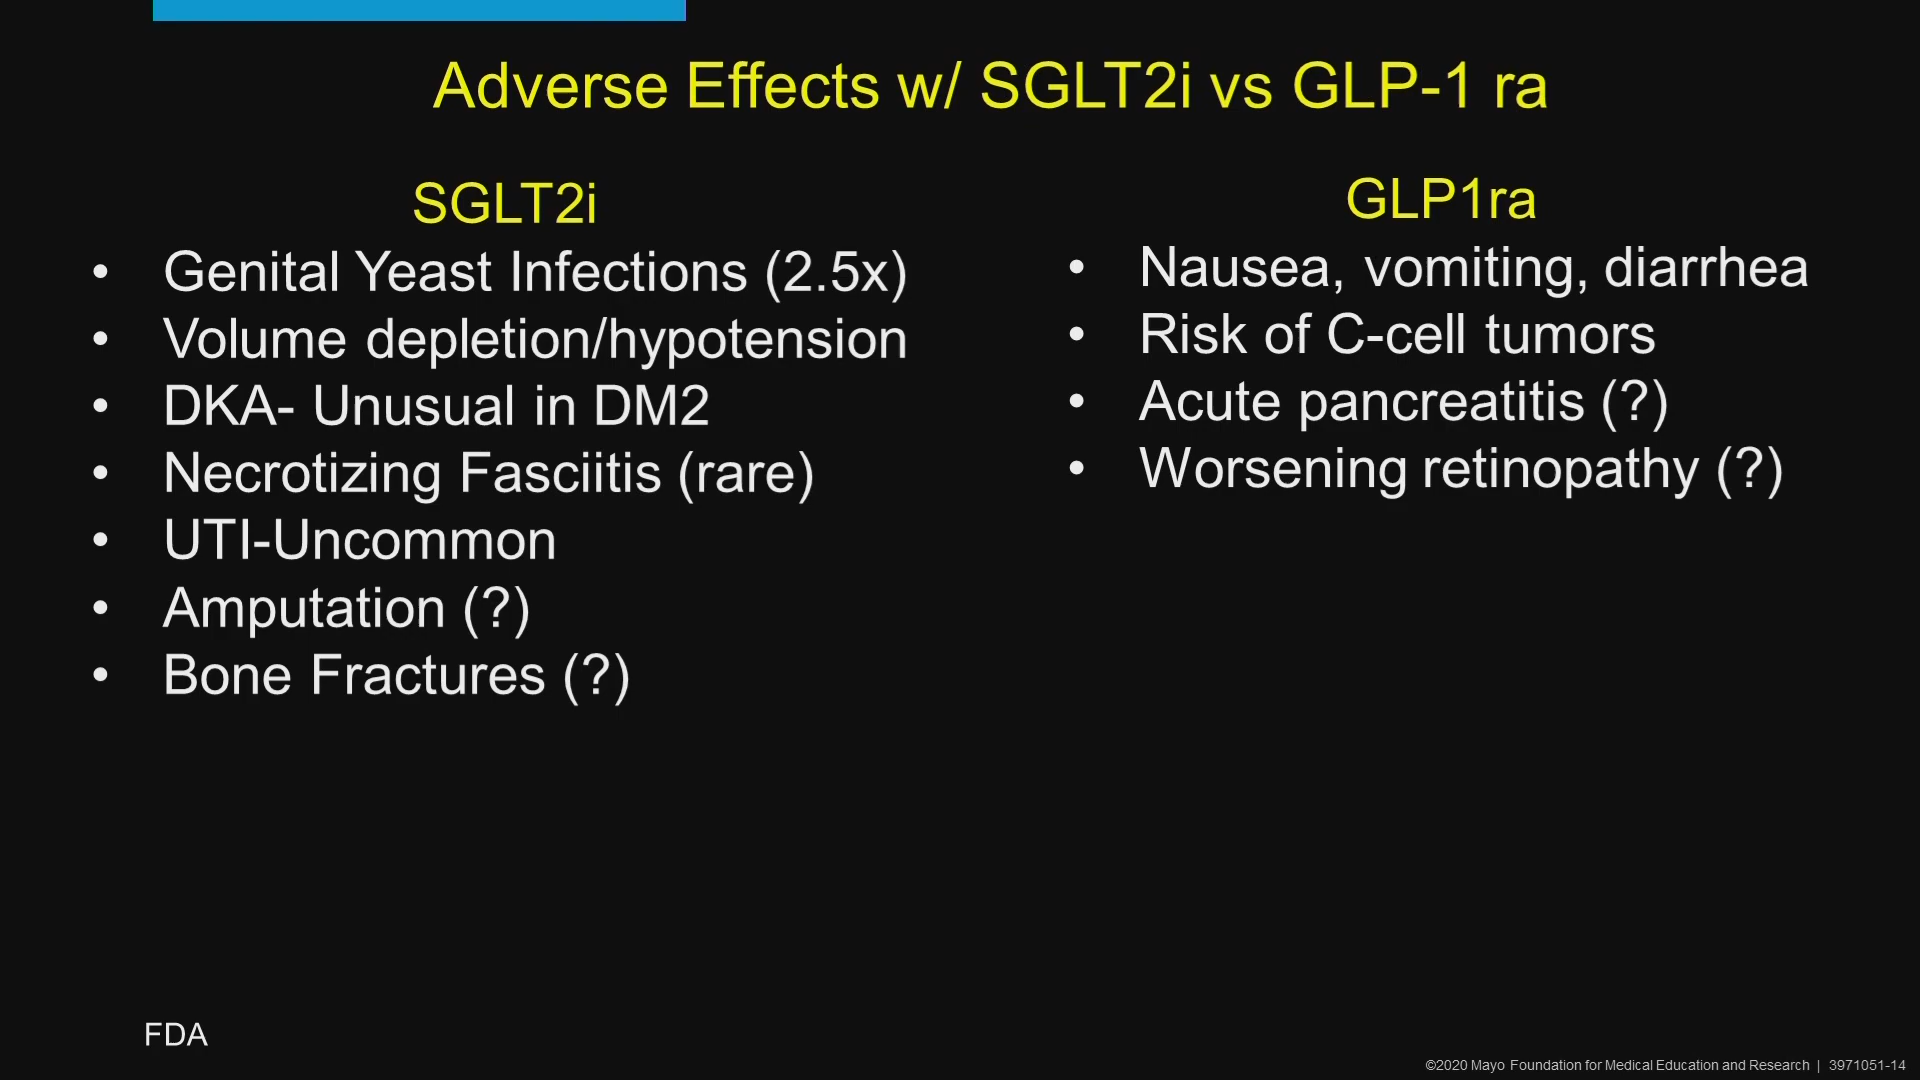 Adverse Effects w/ SGLT2i vs GLP-1 ra
SGLT2i
• Genital Yeast Infections (2.5x)
• Volume depletion/hypotension
• DKA- Unusual in DM2
• Necrotizing Fasciitis (rare)
• UTI-Uncommon
• Amputation (?)
• Bone Fractures (?)
GLP1ra
• Nausea, vomiting, diarrhea
• Risk of C-cell tumors
• Acute pancreatitis (?)
• Worsening retinopathy (?)
FDA
©2020 Mayo Foundation for Medical Education and Research | 3971051-14